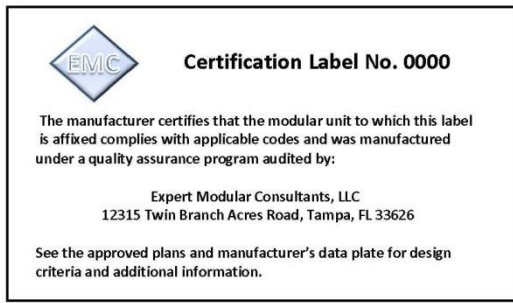 EMC
Certification Label No. 0000
The manufacturer certifies that the modular unit to which this label
is affixed complies with applicable codes and was manufactured
under a quality assurance program audited by:
Expert Modular Consultants, LLC
12315 Twin Branch Acres Road, Tampa, FL 33626
See the approved plans and manufacturer's data plate for design
criteria and additional information.